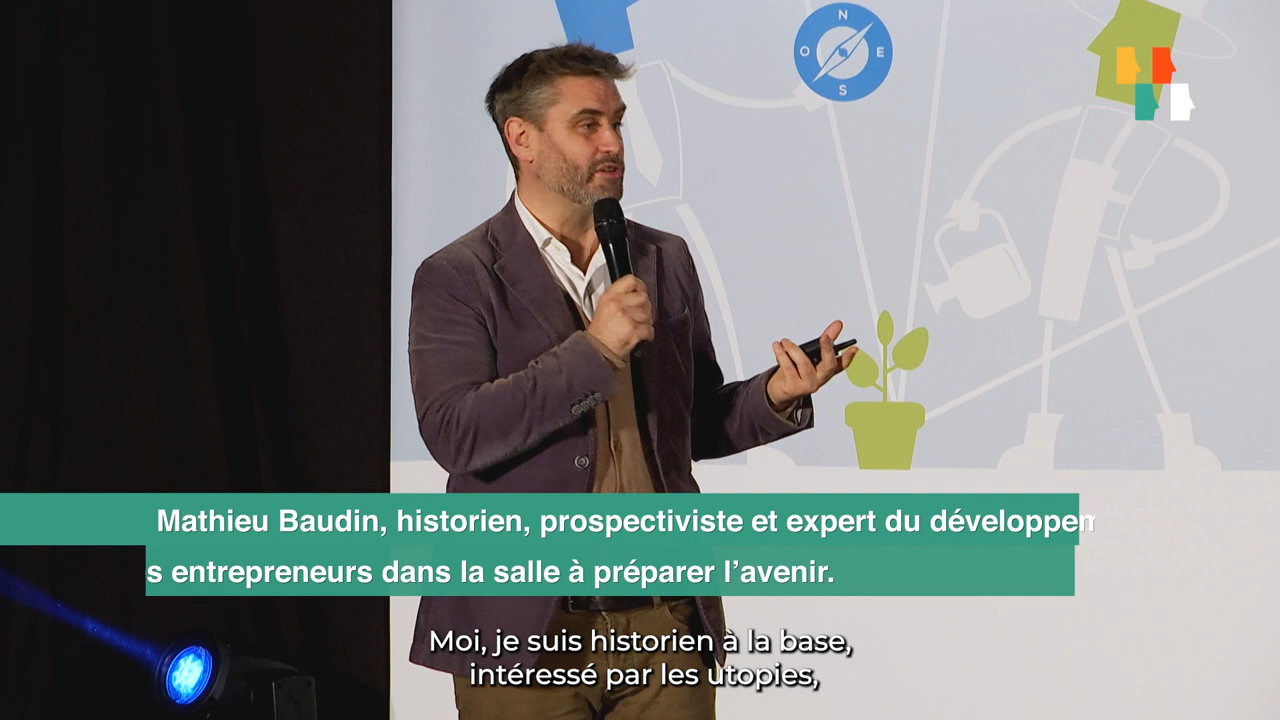 N
O E
S
Mathieu Baudin, historien, prospectiviste et expert du
entrepreneurs dans la salle à préparer l’avenir.
Moi, je suis historien à la base,
intéressé par les utopies,